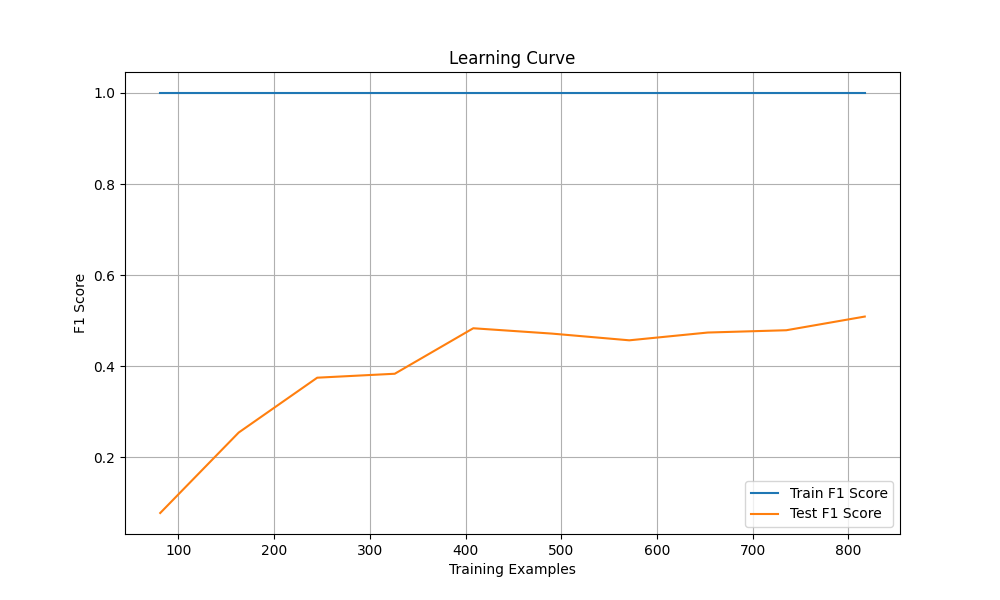 Learning Curve
1.0
0.8
0.6
0.4
0.2
F1 Score
Train F1 Score
Test F1 Score
100 200 300 400 500 600 700 800
Training Examples